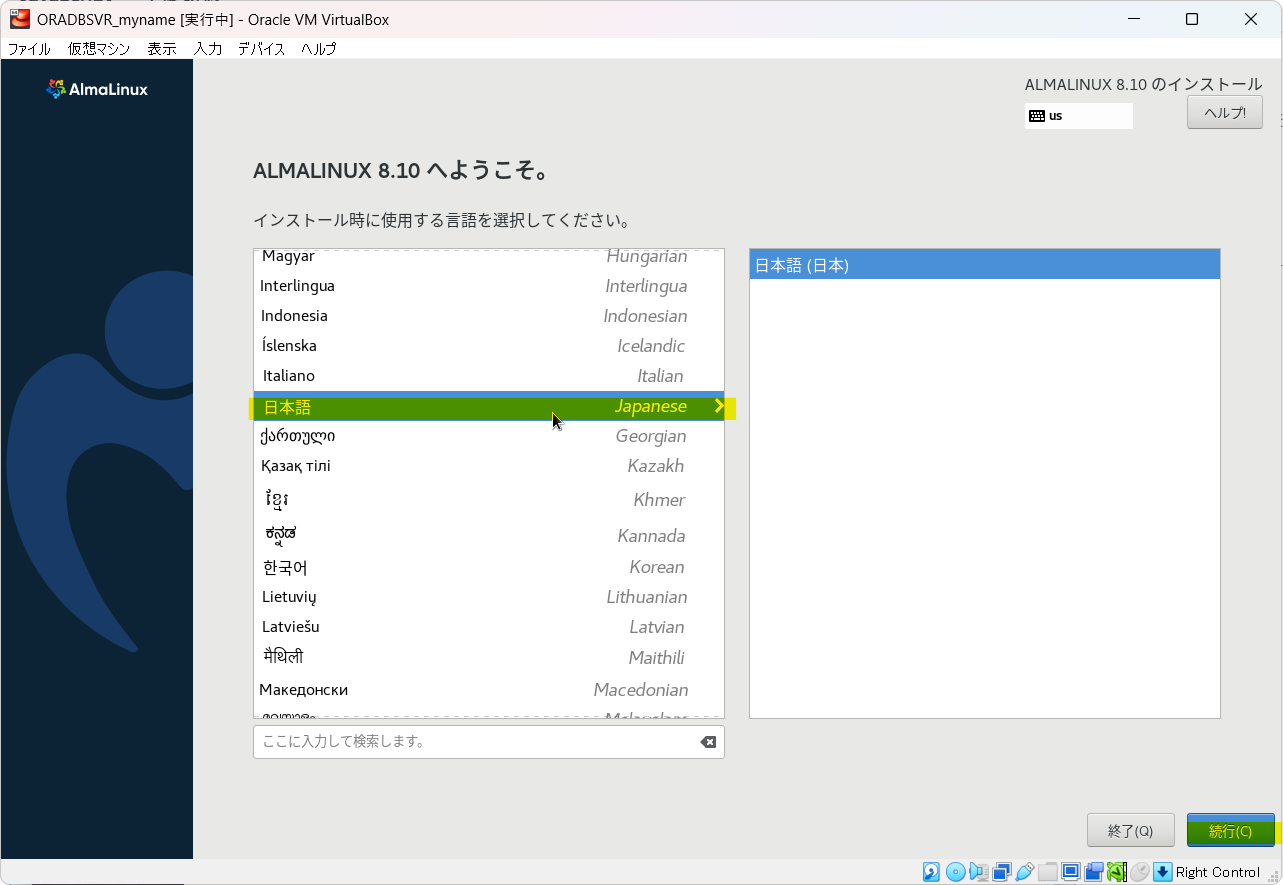 ORADBSVR_myname [実行中] - Oracle VM VirtualBox
ファイル 仮想マシン 表示 入力 デバイス ヘルプ
AlmaLinux
ALMALINUX 8.10 のインストール
us
ヘルプ!
ALMALINUX 8.10 へようこそ。
インストール時に使用する言語を選択してください。
Magyar Hungarian
Interlingua Interlingua
Indonesia Indonesian
Íslenska Icelandic
Italiano Italian
日本語 Japanese
ქართული Georgian
Қазақ тілі Kazakh
ខ្មែរ Khmer
ಕನ್ನಡ Kannada
한국어 Korean
Lietuvių Lithuanian
Latviešu Latvian
मैथिली Maithili
Македонски Macedonian
日本語 (日本)
ここに入力して検索します。
終了(Q)
続行(C)
Right Control